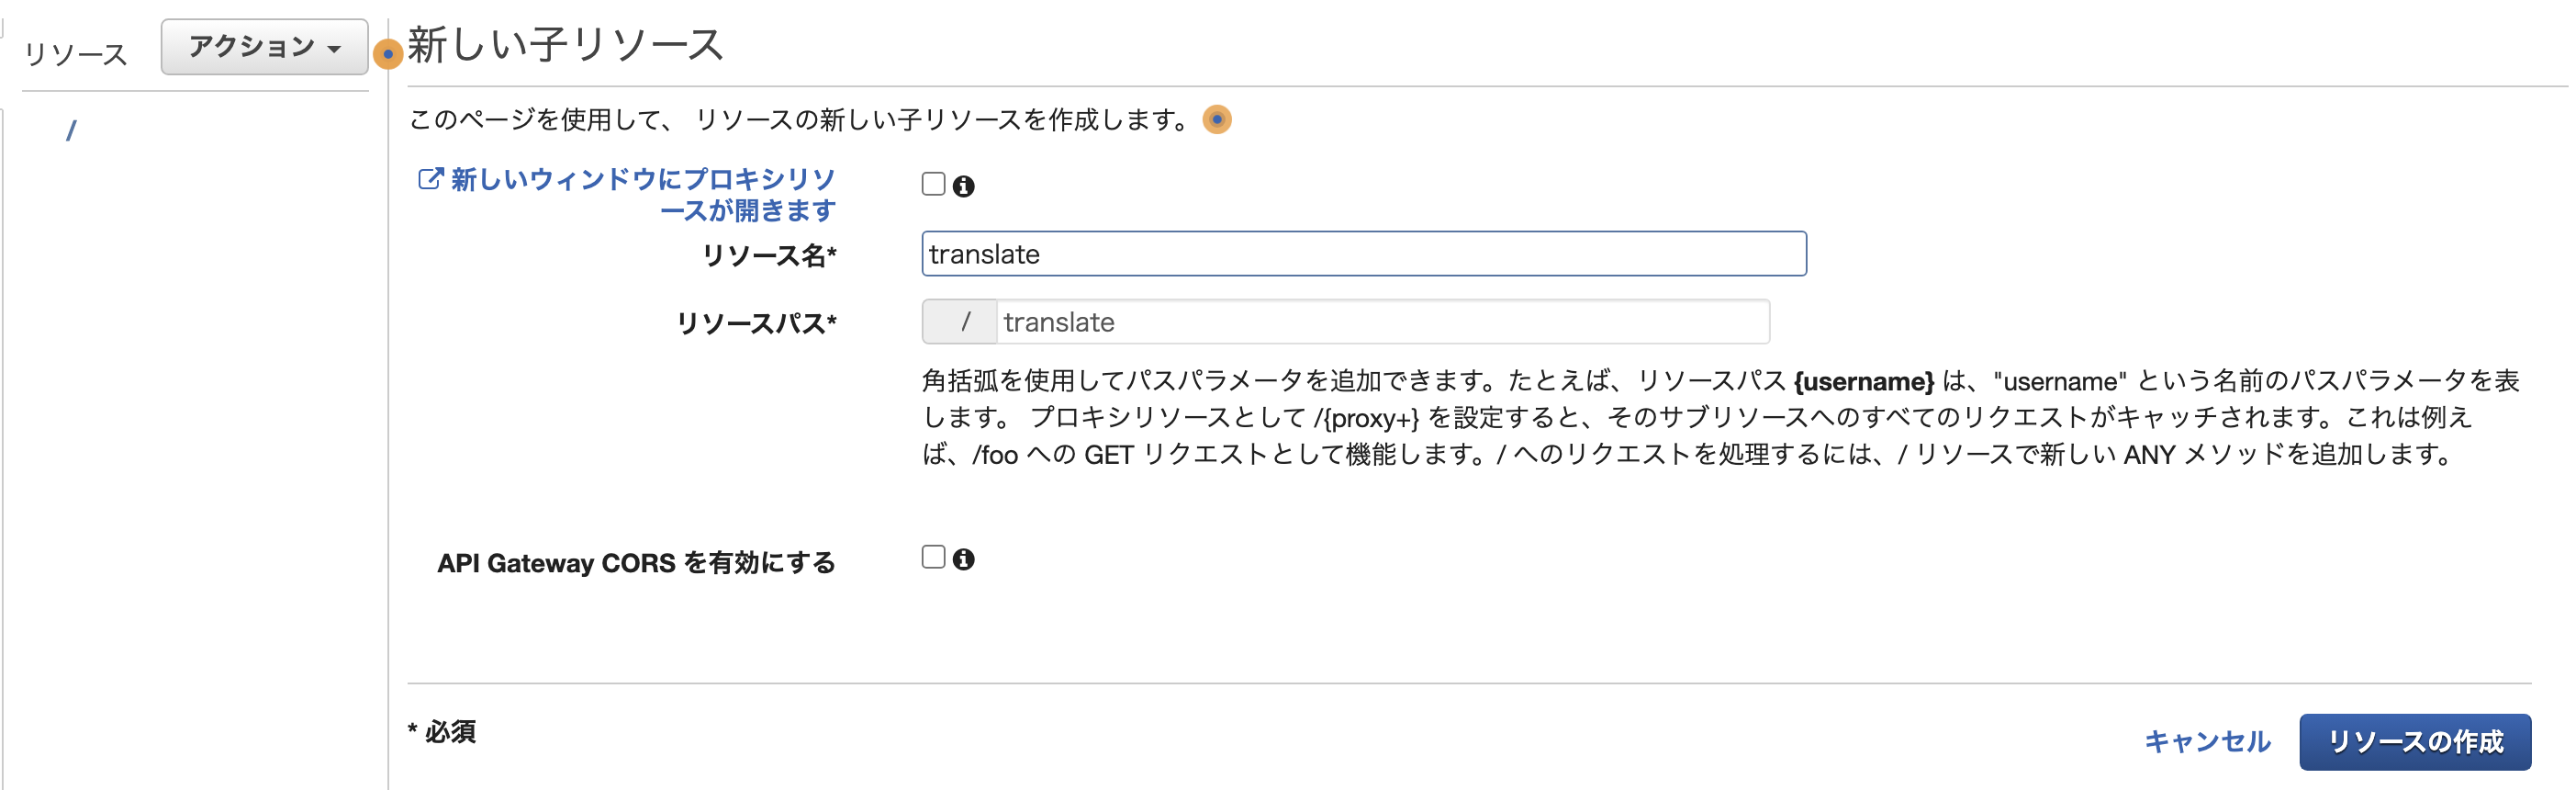 リソース
アクション
/
新しい子リソース
このページを使用して、 リソースの新しい子リソースを作成します。
新しいウィンドウにプロキシリソ
ースが開きます
リソース名*
translate
リソースパス*
/ translate
角括弧を使用してパスパラメータを追加できます。たとえば、リソースパス {username} は、"username" という名前のパスパラメータを表
します。 プロキシリソースとして /{proxy+} を設定すると、そのサブリソースへのすべてのリクエストがキャッチされます。これは例え
ば、/foo への GET リクエストとして機能します。/ へのリクエストを処理するには、/ リソースで新しい ANY メソッドを追加します。
API Gateway CORS を有効にする
* 必須
キャンセル
リソースの作成